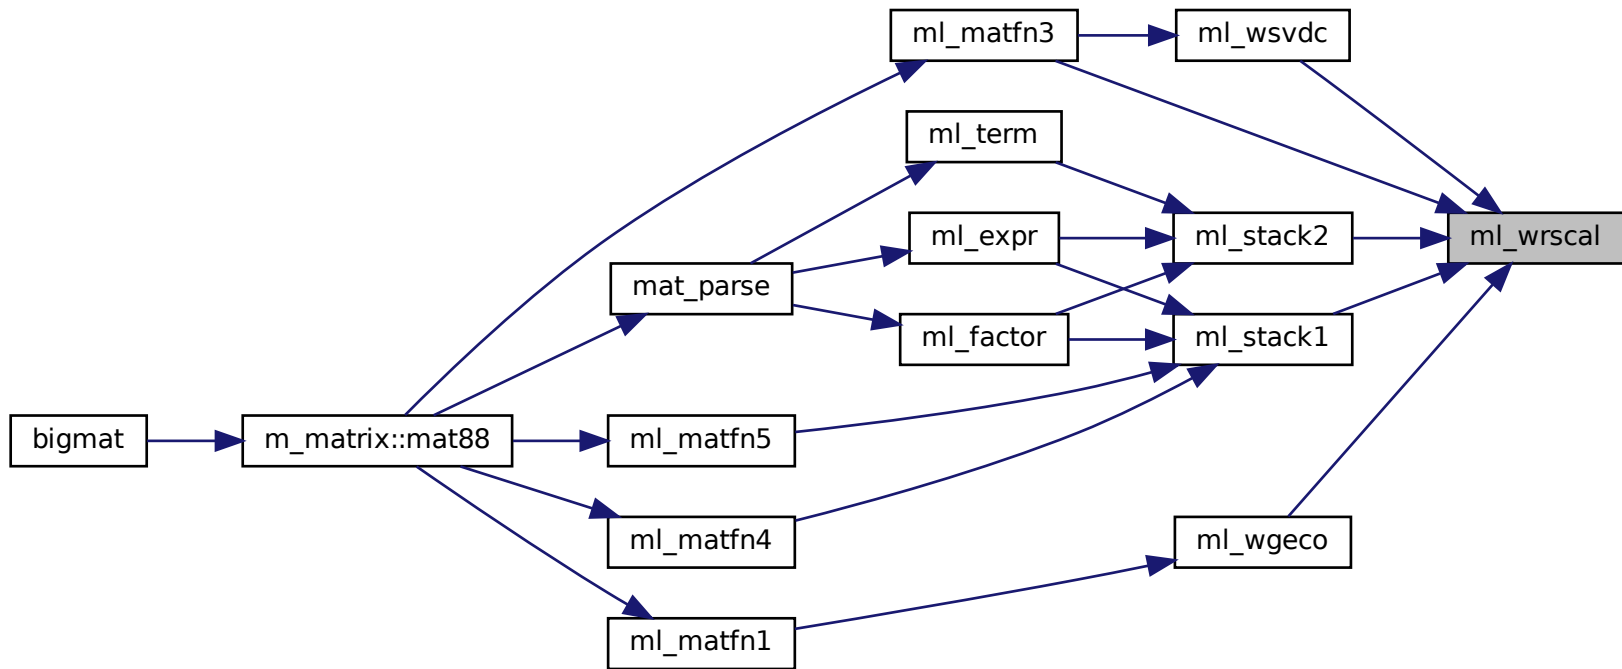 ml_matfn3
ml_wsvdc
ml_term
ml_expr
ml_stack2
ml_wrscal
mat_parse
ml_factor
ml_stack1
bigmat
m_matrix::mat88
ml_matfn5
ml_matfn4
ml_wgeco
ml_matfn1